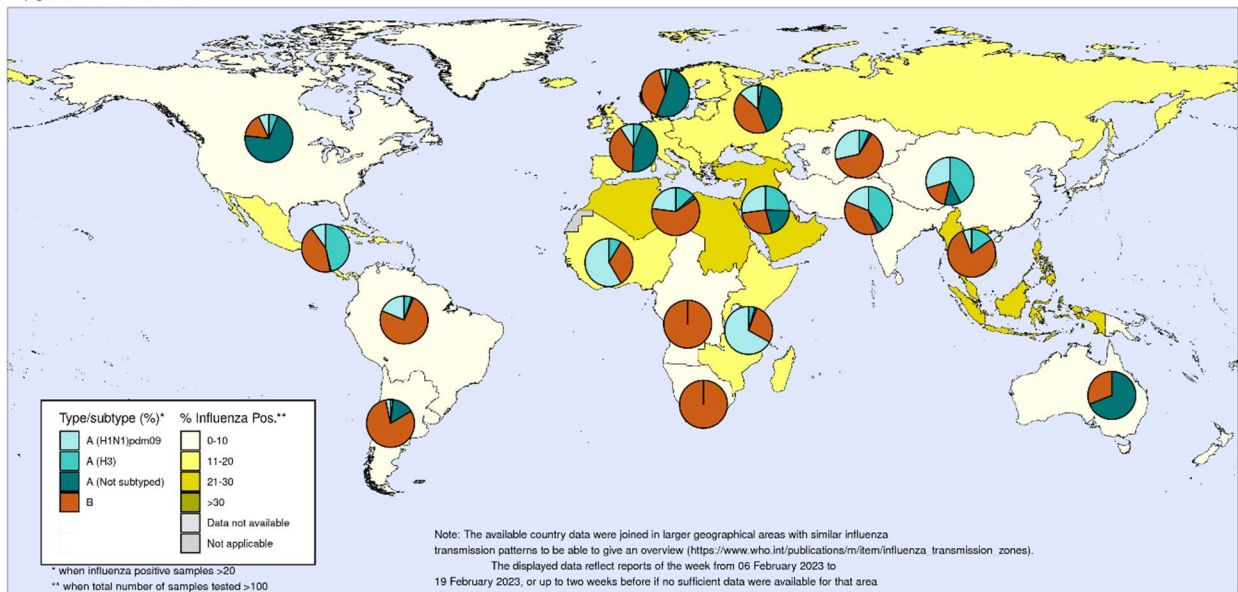 Type/subtype (%)*
A (H1N1)pdm09
A (H3)
A (Not subtyped)
B
% Influenza Pos.**
0-10
11-20
21-30
>30
Data not available
Not applicable
* when influenza positive samples >20
** when total number of samples tested >100
Note: The available country data were joined in larger geographical areas with similar influenza
transmission patterns to be able to give an overview (https://www.who.int/publications/m/item/influenza_transmission_zones).
The displayed data reflect reports of the week from 06 February 2023 to
19 February 2023, or up to two weeks before if no sufficient data were available for that area